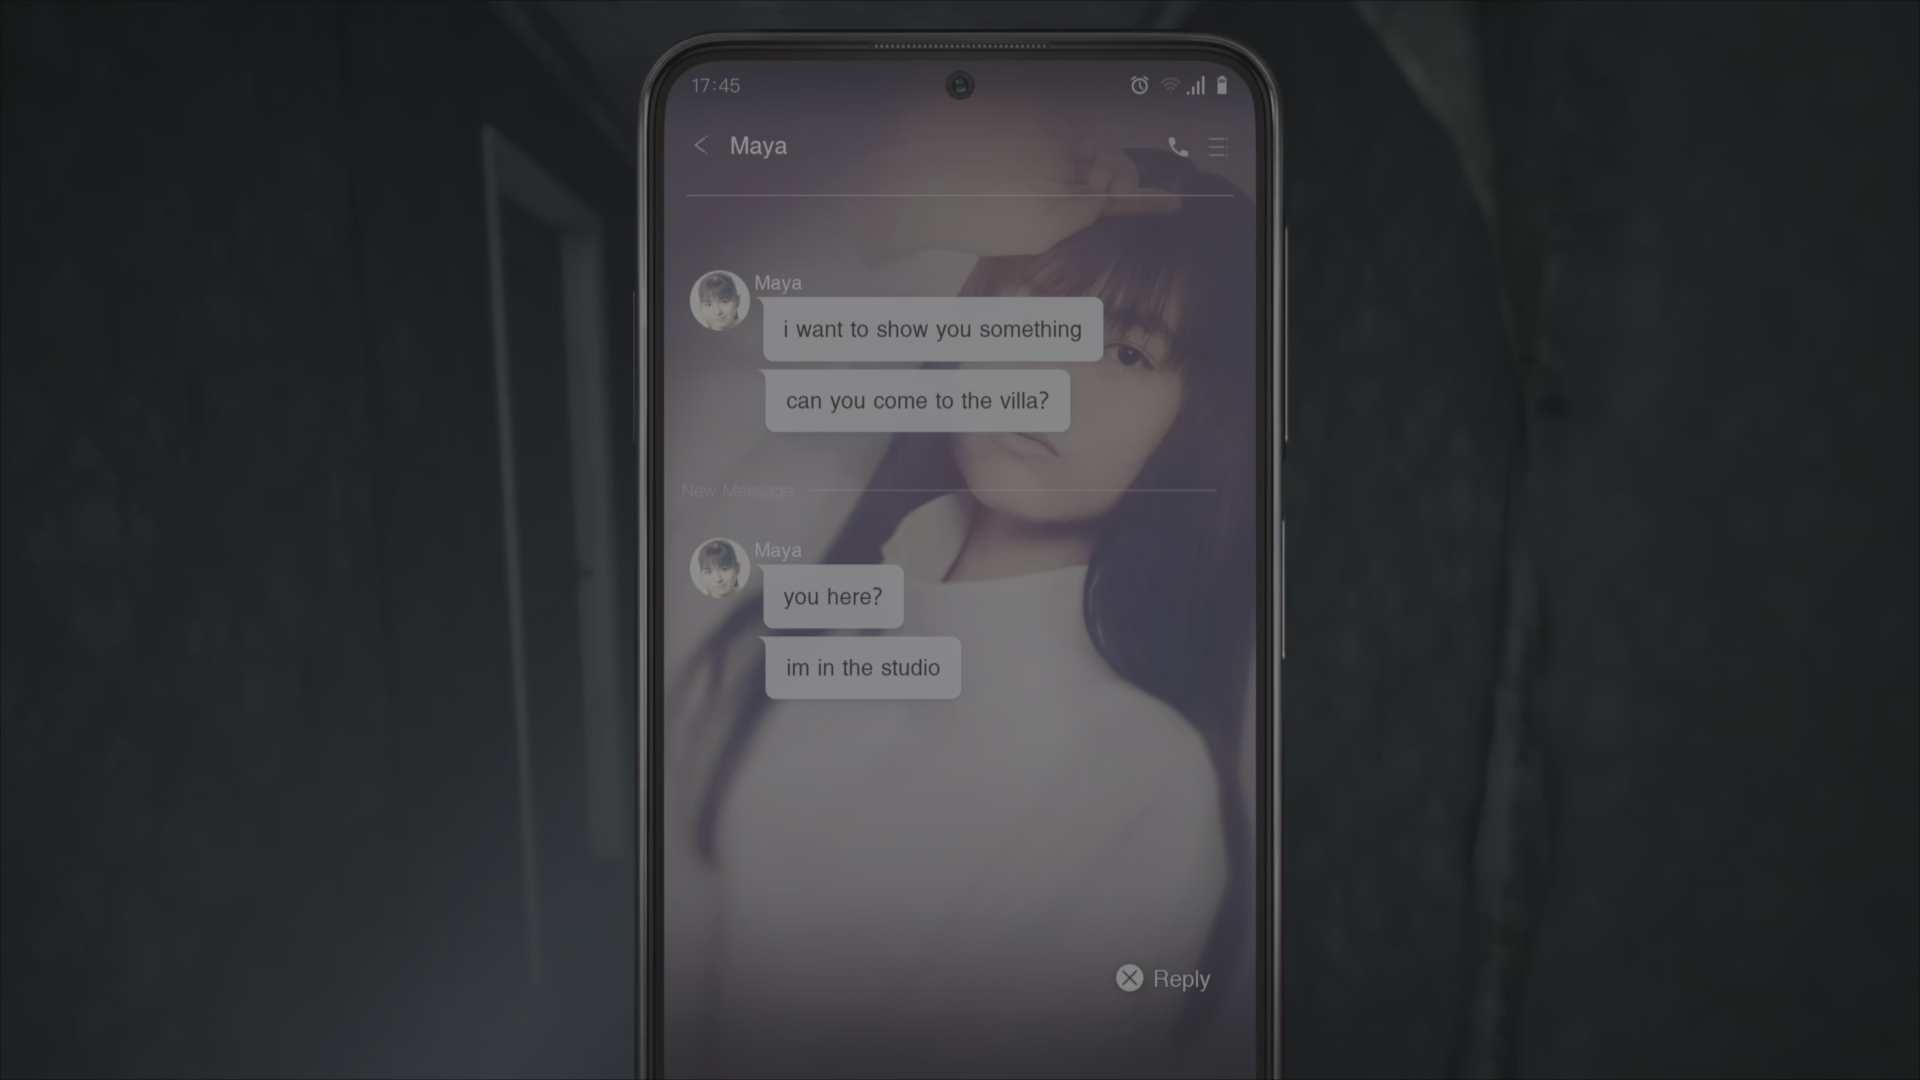 17:45
Maya
Maya
i want to show you something
can you come to the villa?
New Message
Maya
you here?
im in the studio
Reply